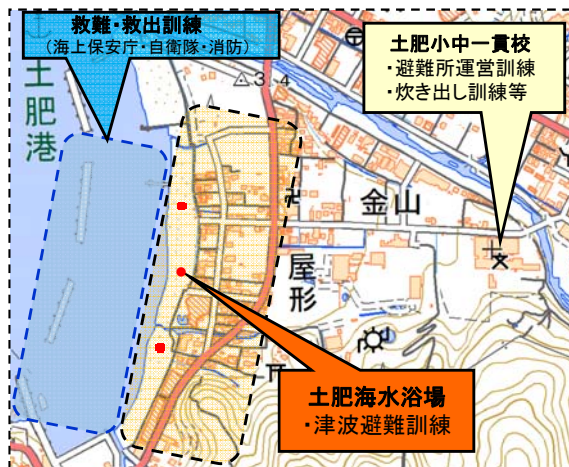 救難・救出訓練
(海上保安庁・自衛隊・消防)
土肥港
△3.4
土肥小中一貫校
・避難所運営訓練
・炊き出し訓練等
金山
屋形
土肥海水浴場
・津波避難訓練